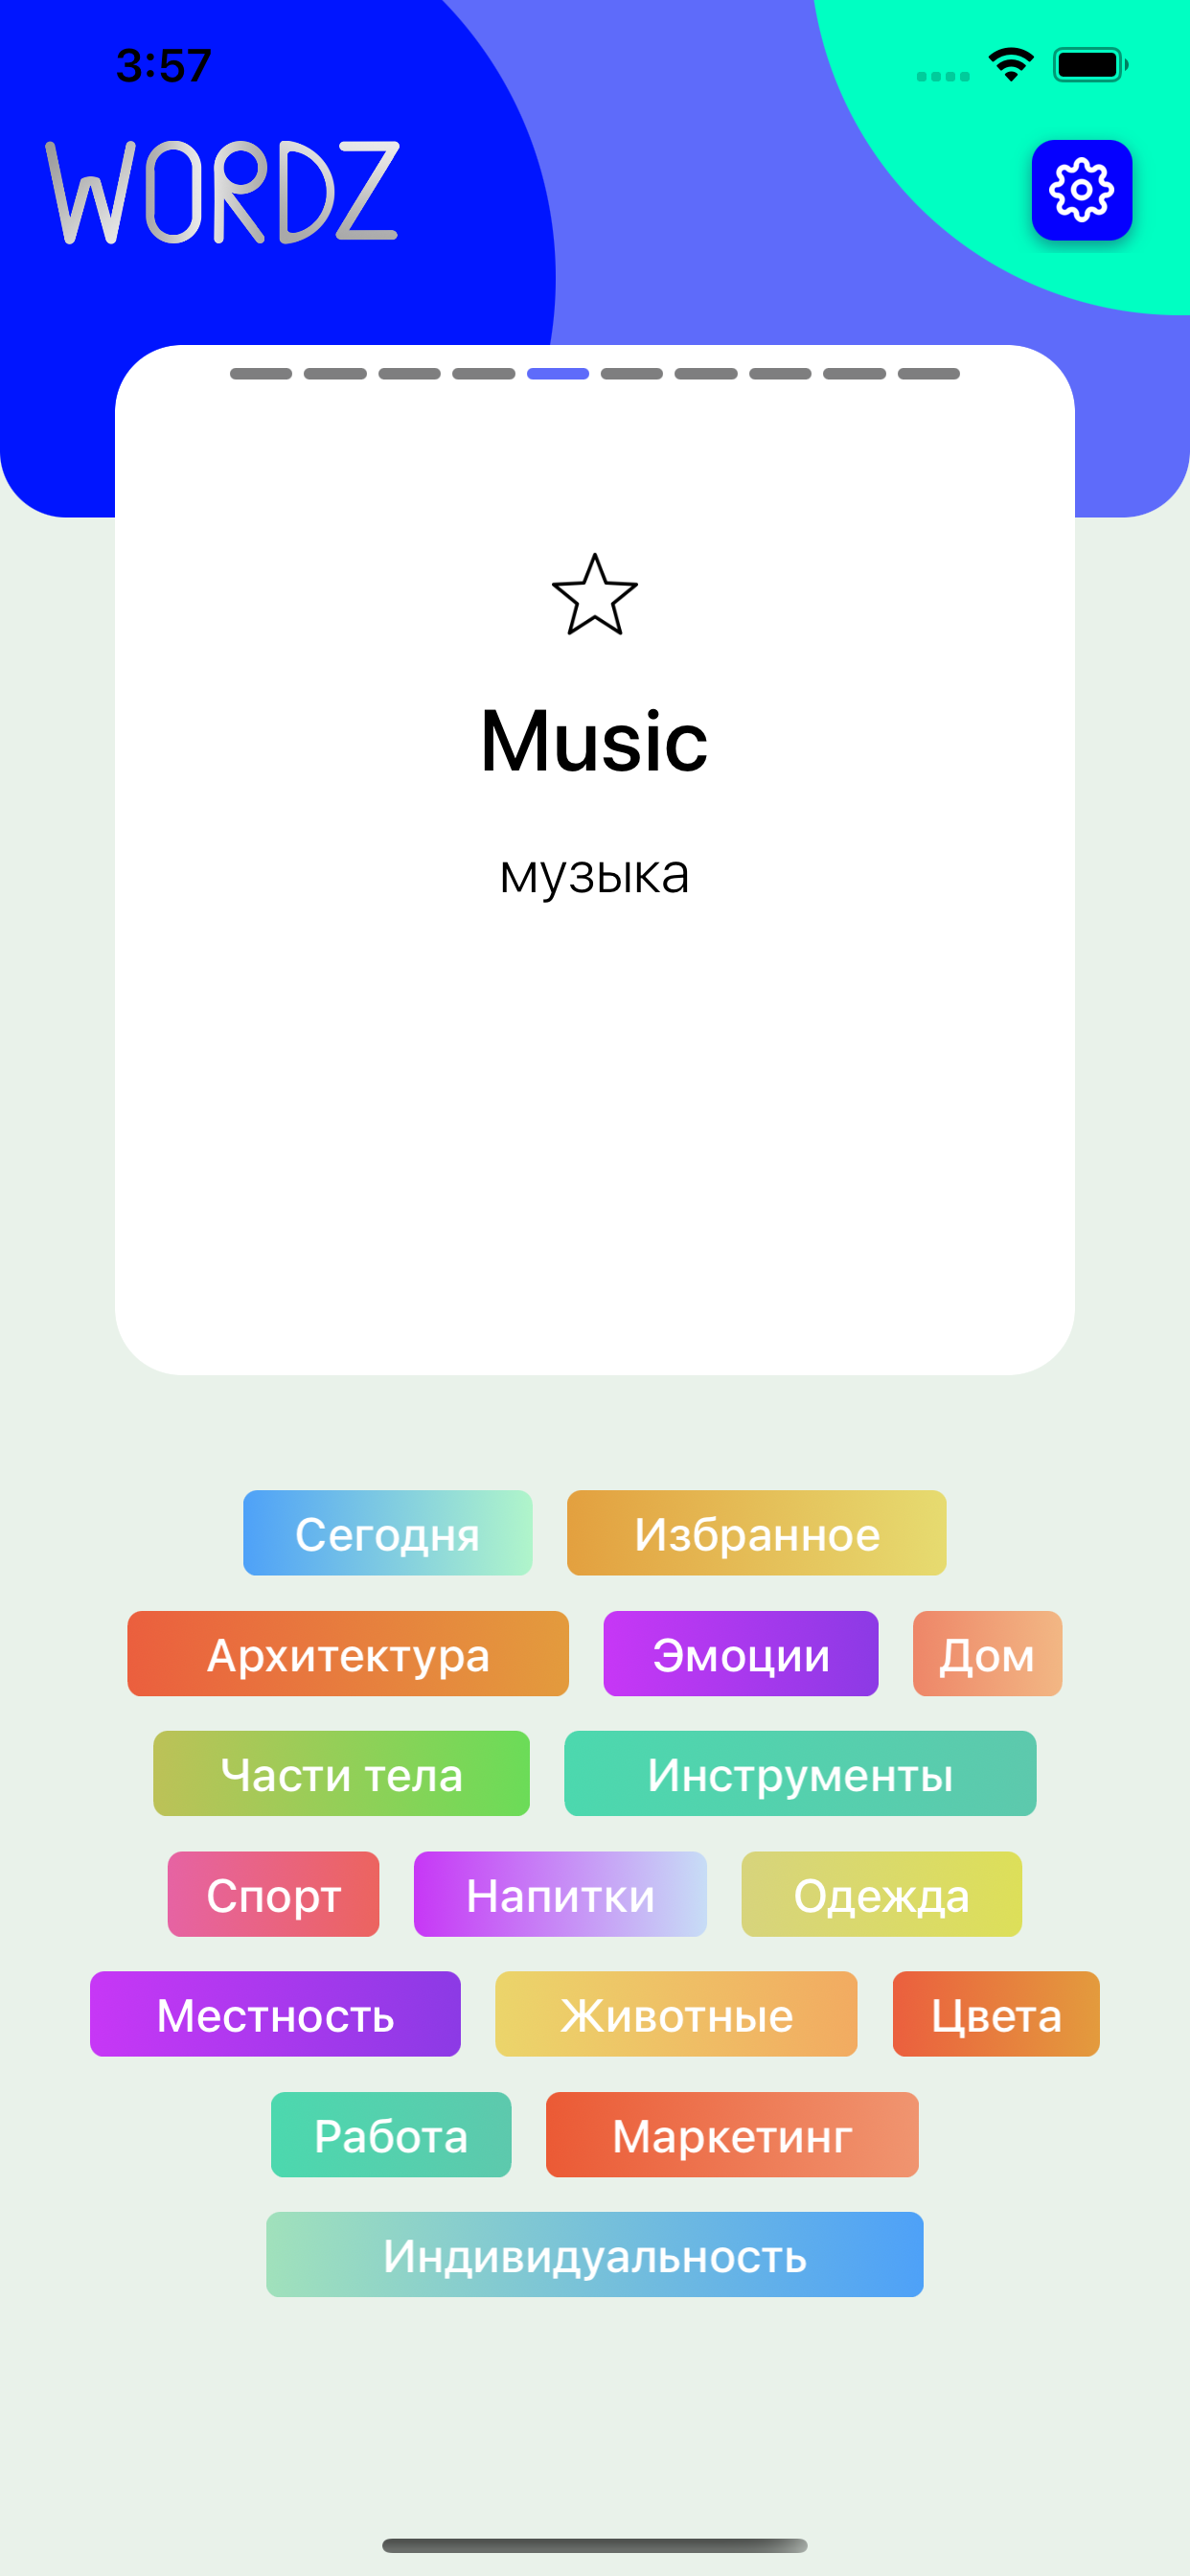 3:57
WORDZ
Music
музыка
Сегодня Избранное
Архитектура Эмоции Дом
Части тела Инструменты
Спорт Напитки Одежда
Местность Животные Цвета
Работа Маркетинг
Индивидуальность